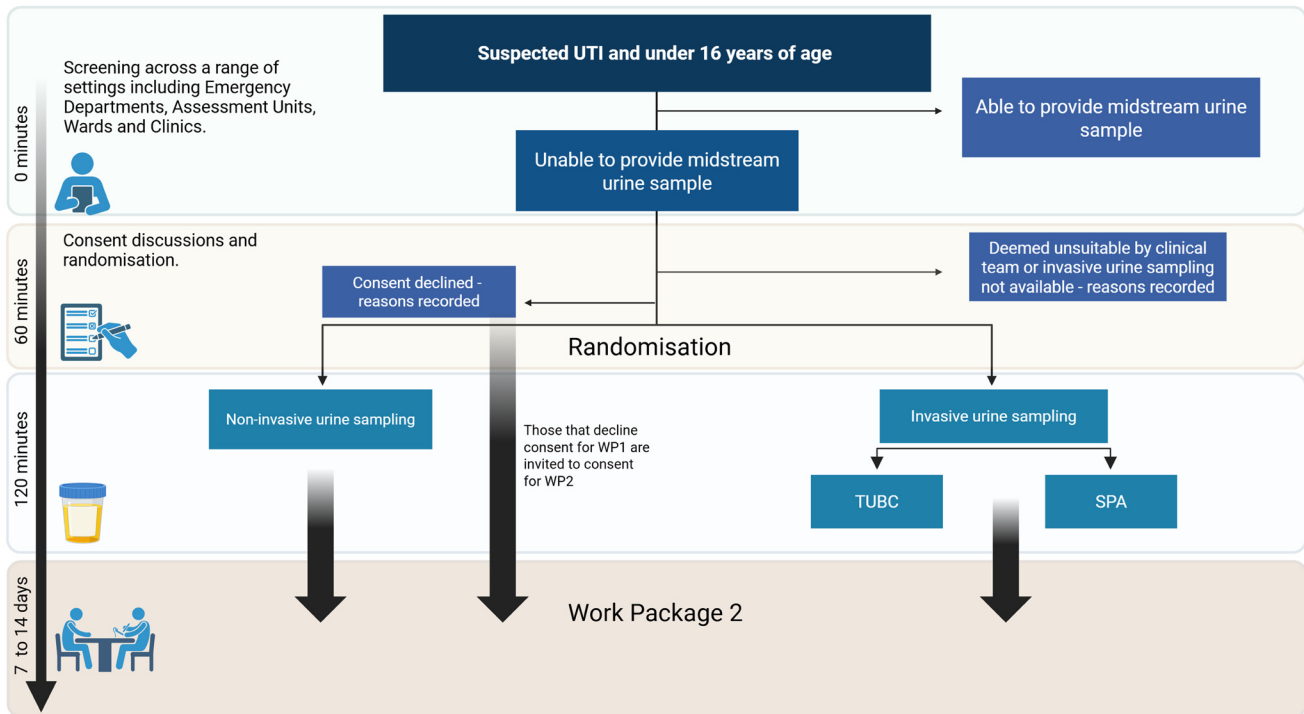 Suspected UTI and under 16 years of age
Screening across a range of
settings including Emergency
Departments, Assessment Units,
Wards and Clinics.
0 minutes
Able to provide midstream urine
sample
Unable to provide midstream
urine sample
Consent discussions and
randomisation.
60 minutes
Deemed unsuitable by clinical
team or invasive urine sampling
not available - reasons recorded
Consent declined -
reasons recorded
Randomisation
120 minutes
Non-invasive urine sampling
Those that decline
consent for WP1 are
invited to consent
for WP2
Invasive urine sampling
TUBC
SPA
7 to 14 days
Work Package 2